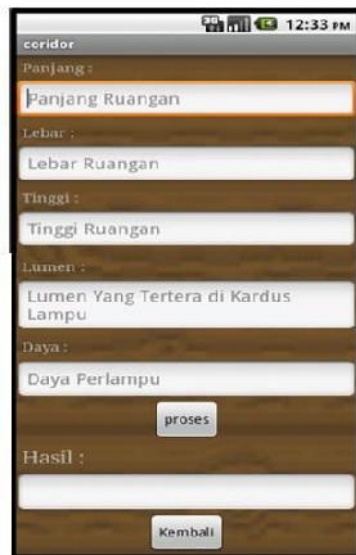 3G 12:33 PM
coridor
Panjang :
Panjang Ruangan
Lebar :
Lebar Ruangan
Tinggi :
Tinggi Ruangan
Lumen :
Lumen Yang Tertera di Kardus
Lampu
Daya :
Daya Perlampu
proses
Hasil :
Kembali